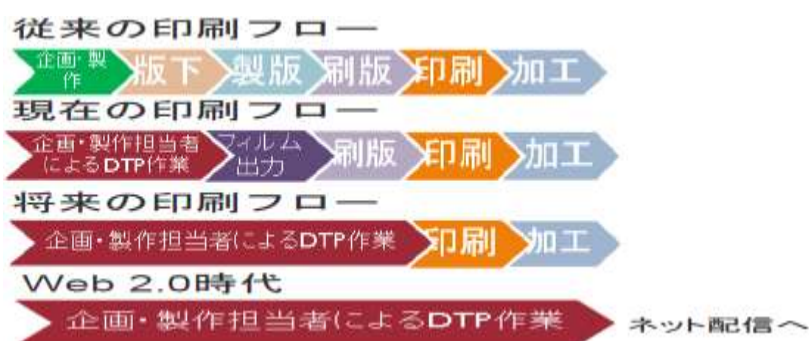 従来の印刷フロー
企画・製作 版下 製版 刷版 印刷 加工
現在の印刷フロー
企画・製作担当者によるDTP作業 フィルム出力 刷版 印刷 加工
将来の印刷フロー
企画・製作担当者によるDTP作業 印刷 加工
Web 2.0時代
企画・製作担当者によるDTP作業 ネット配信へ